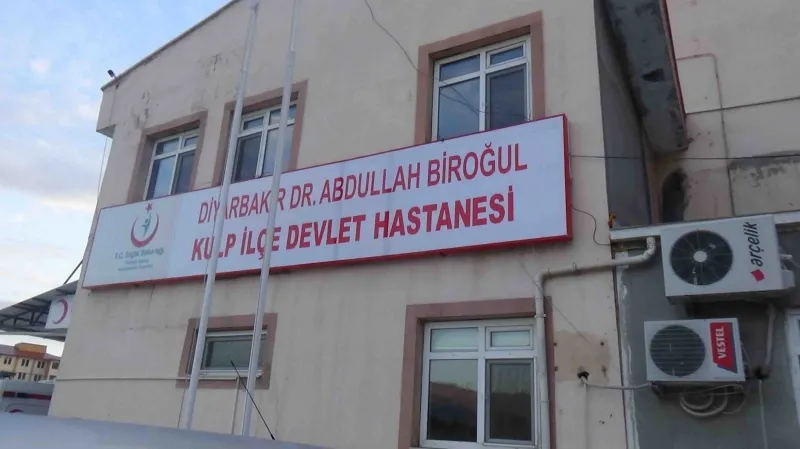 DİYARBAKIR DR. ABDULLAH BİROĞUL
KULP İLÇE DEVLET HASTANESİ
T.C. Sağlık Bakanlığı
arçelik
VESTEL